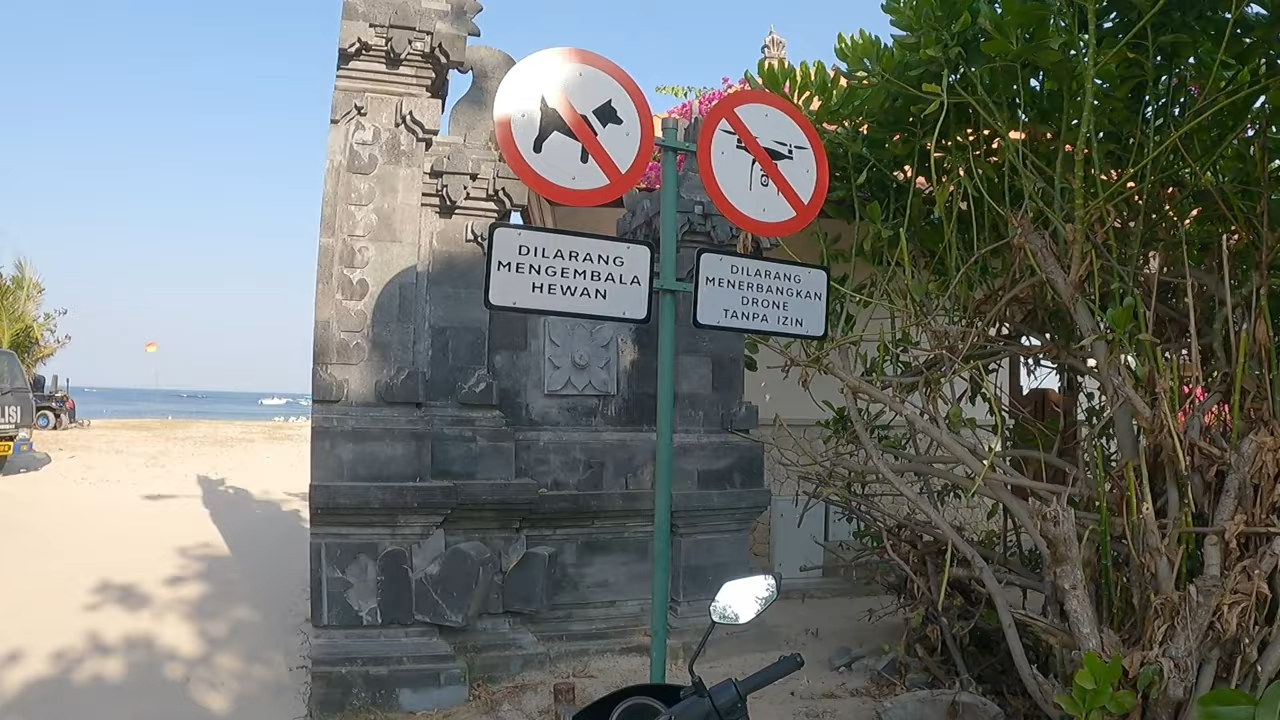 DILARANG
MENGEMBALA
HEWAN
DILARANG
MENERBANGKAN
DRONE
TANPA IZIN
LISI